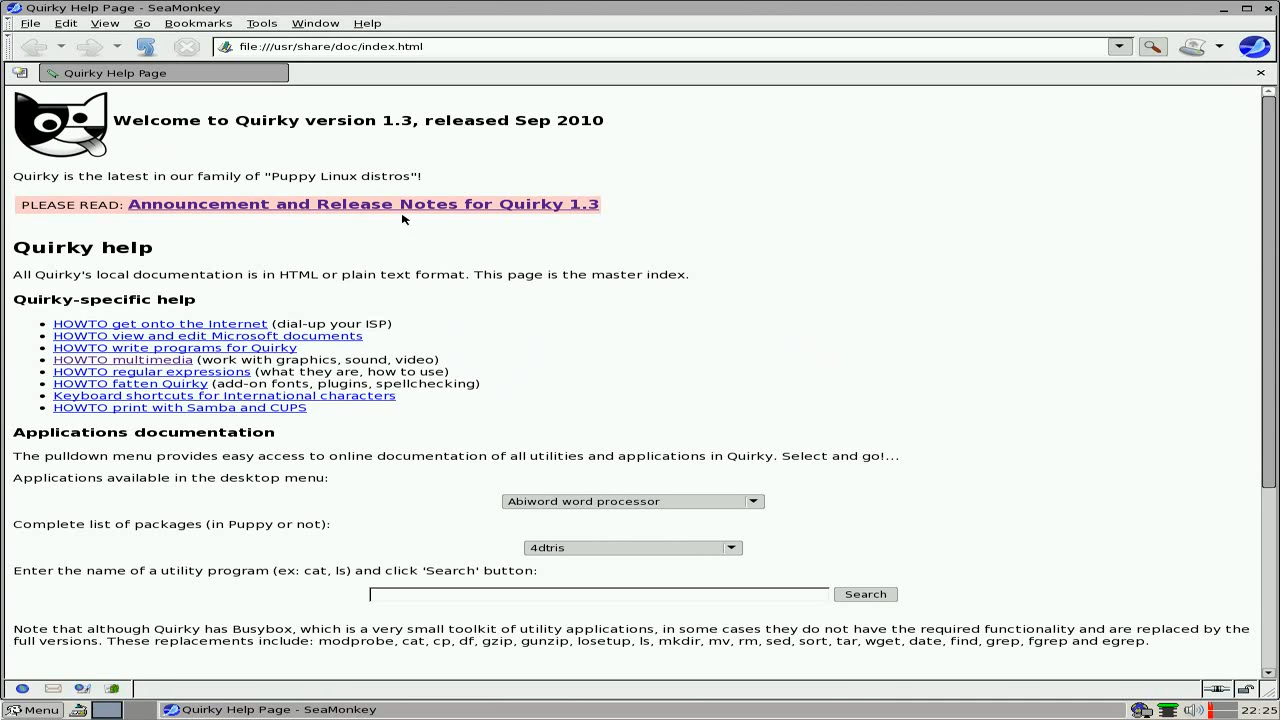 Quirky Help Page - SeaMonkey
File Edit View Go Bookmarks Tools Window Help
file:///usr/share/doc/index.html
Quirky Help Page
Welcome to Quirky version 1.3, released Sep 2010
Quirky is the latest in our family of "Puppy Linux distros"!
PLEASE READ: Announcement and Release Notes for Quirky 1.3
Quirky help
All Quirky's local documentation is in HTML or plain text format. This page is the master index.
Quirky-specific help
HOWTO get onto the Internet (dial-up your ISP)
HOWTO view and edit Microsoft documents
HOWTO write programs for Quirky
HOWTO multimedia (work with graphics, sound, video)
HOWTO regular expressions (what they are, how to use)
HOWTO fatten Quirky (add-on fonts, plugins, spellchecking)
Keyboard shortcuts for International characters
HOWTO print with Samba and CUPS
Applications documentation
The pulldown menu provides easy access to online documentation of all utilities and applications in Quirky. Select and go!...
Applications available in the desktop menu:
Abiword word processor
Complete list of packages (in Puppy or not):
4dtris
Enter the name of a utility program (ex: cat, ls) and click 'Search' button:
Search
Note that although Quirky has Busybox, which is a very small toolkit of utility applications, in some cases they do not have the required functionality and are replaced by the
full versions. These replacements include: modprobe, cat, cp, df, gzip, gunzip, losetup, ls, mkdir, mv, rm, sed, sort, tar, wget, date, find, grep, fgrep and egrep.
Menu Quirky Help Page - SeaMonkey 22:25